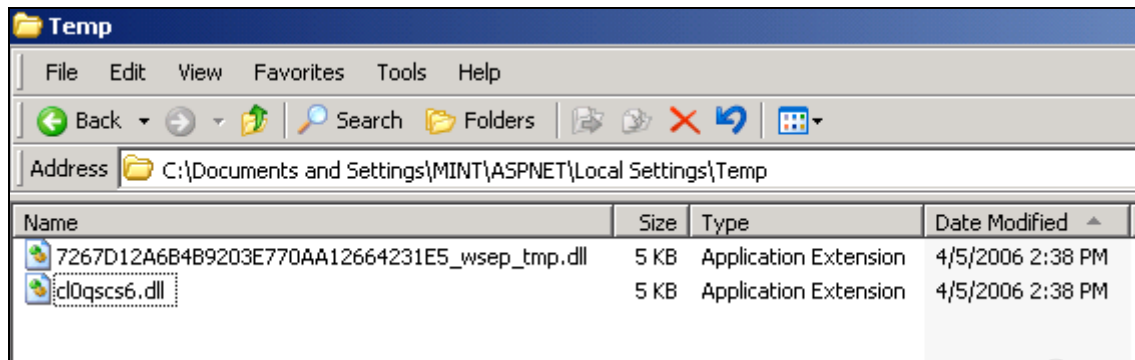 Temp
File Edit View Favorites Tools Help
Back Search Folders
Address C:\Documents and Settings\MINT\ASPNET\Local Settings\Temp
Name Size Type Date Modified
7267D12A6B4B9203E770AA12664231E5_wsep_tmp.dll 5 KB Application Extension 4/5/2006 2:38 PM
cl0qscs6.dll 5 KB Application Extension 4/5/2006 2:38 PM